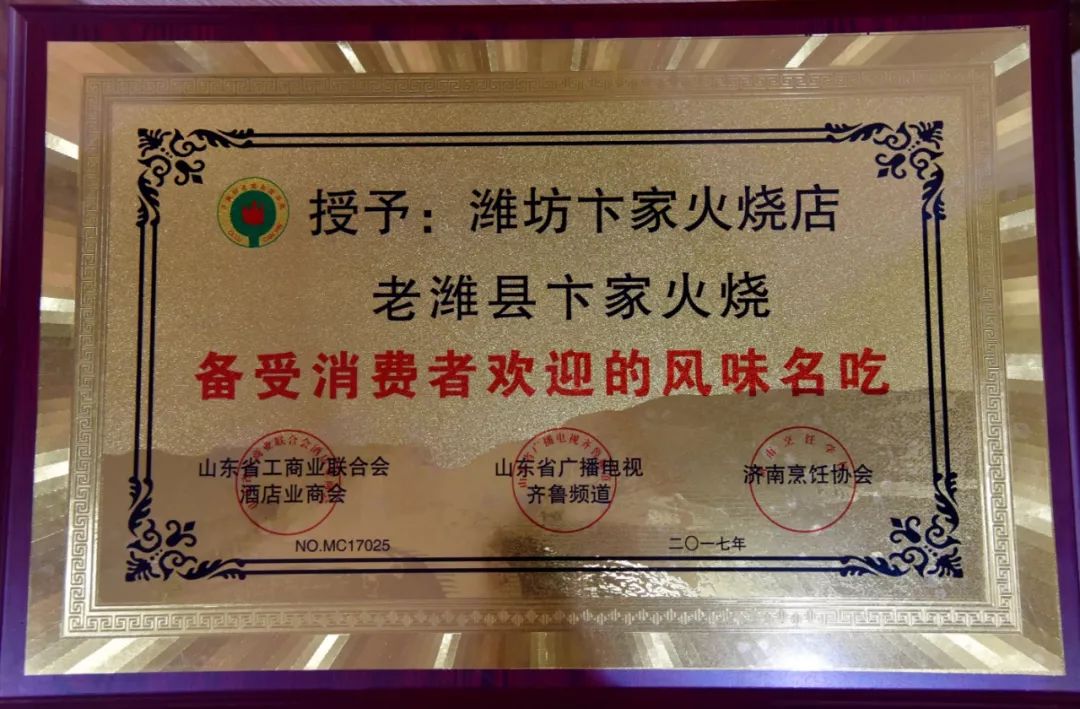 授予：潍坊卞家火烧店
老潍县卞家火烧
备受消费者欢迎的风味名吃
山东省工商业联合会
酒店业商会
山东省广播电视
齐鲁频道
济南烹饪协会
NO.MC17025
二〇一七年